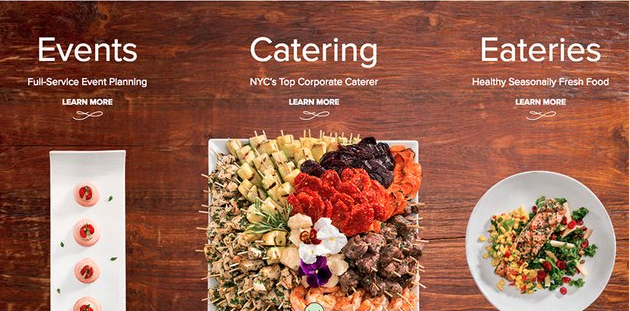 Events
Full-Service Event Planning
LEARN MORE
Catering
NYC's Top Corporate Caterer
LEARN MORE
Eateries
Healthy Seasonally Fresh Food
LEARN MORE